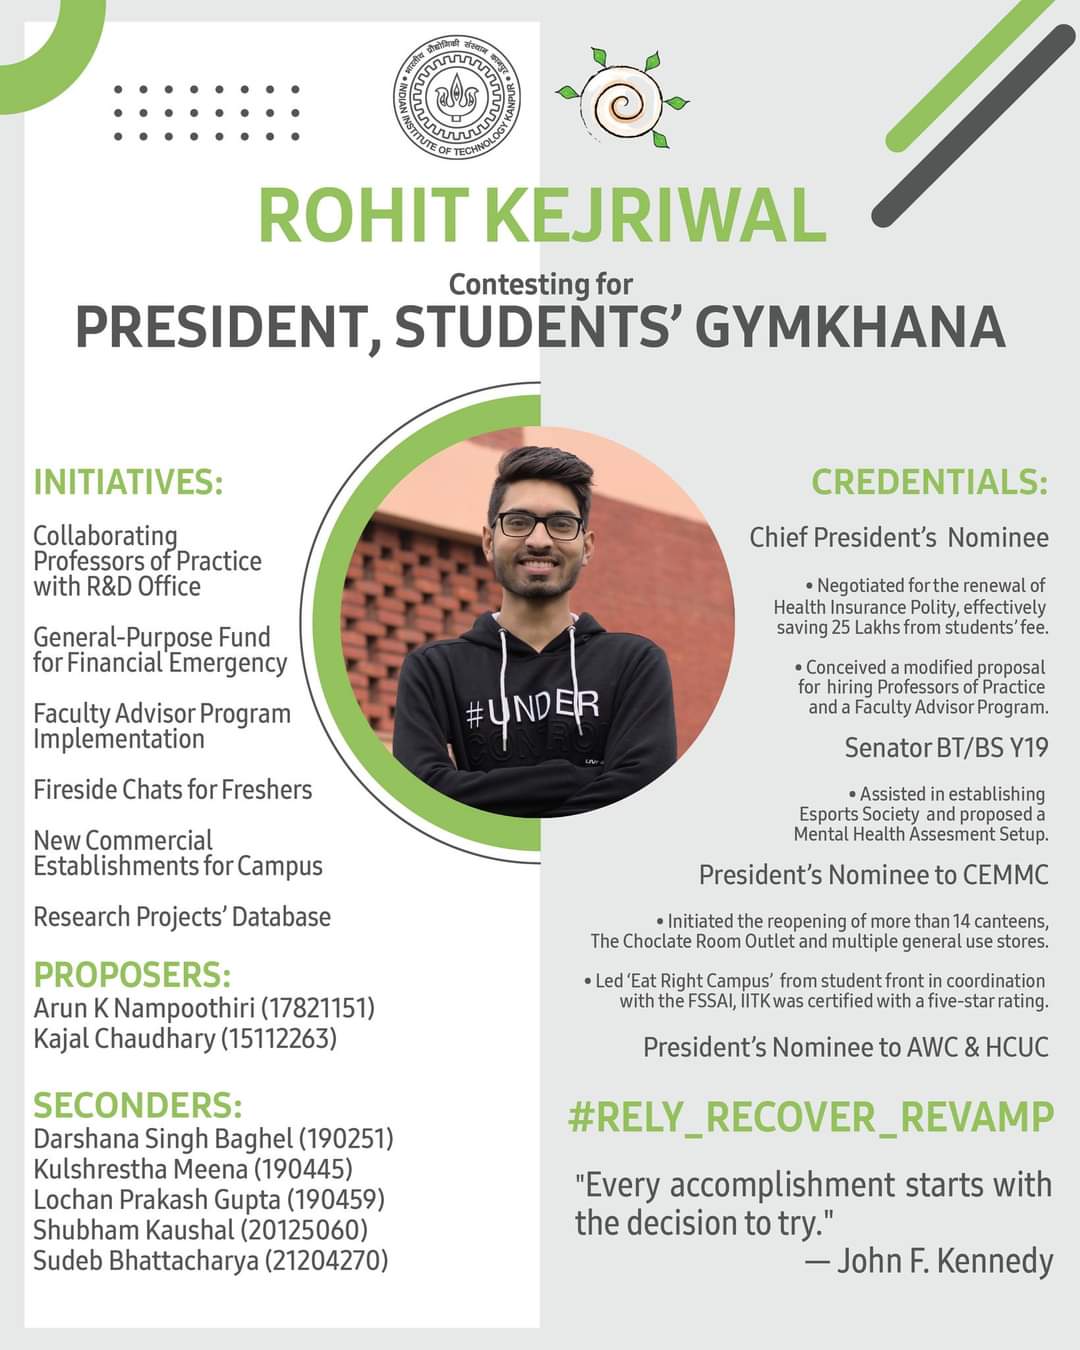 भारतीय प्रौद्योगिकी संस्थान कानपुर
INDIAN INSTITUTE OF TECHNOLOGY KANPUR
ROHIT KEJRIWAL
Contesting for
PRESIDENT, STUDENTS’ GYMKHANA
#UNDER
CONTROL
INITIATIVES:
Collaborating
Professors of Practice
with R&D Office
General-Purpose Fund
for Financial Emergency
Faculty Advisor Program
Implementation
Fireside Chats for Freshers
New Commercial
Establishments for Campus
Research Projects’ Database
PROPOSERS:
Arun K Nampoothiri (17821151)
Kajal Chaudhary (15112263)
SECONDERS:
Darshana Singh Baghel (190251)
Kulshrestha Meena (190445)
Lochan Prakash Gupta (190459)
Shubham Kaushal (20125060)
Sudeb Bhattacharya (21204270)
CREDENTIALS:
Chief President’s Nominee
• Negotiated for the renewal of
Health Insurance Polity, effectively
saving 25 Lakhs from students’ fee.
• Conceived a modified proposal
for hiring Professors of Practice
and a Faculty Advisor Program.
Senator BT/BS Y19
• Assisted in establishing
Esports Society and proposed a
Mental Health Assesment Setup.
President’s Nominee to CEMMC
• Initiated the reopening of more than 14 canteens,
The Choclate Room Outlet and multiple general use stores.
• Led ‘Eat Right Campus’ from student front in coordination
with the FSSAI, IITK was certified with a five-star rating.
President’s Nominee to AWC & HCUC
#RELY_RECOVER_REVAMP
"Every accomplishment starts with
the decision to try."
— John F. Kennedy